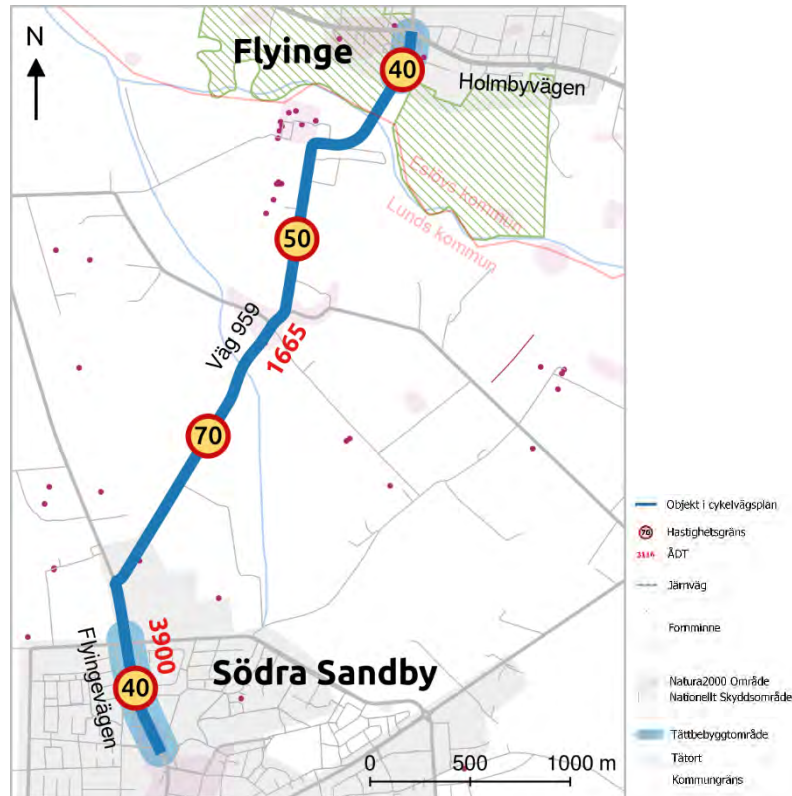 N
Flyinge
40
Holmbyvägen
Eslövs kommun
Lunds kommun
50
Väg 959
1665
70
Flyingevägen
3900
40
Södra Sandby
0 500 1000 m
Objekt i cykelvägsplan
70 Hastighetsgräns
ÅDT
Järnväg
Fornminne
Natura2000 Område
Nationellt Skyddsområde
Tättbebyggtområde
Tätort
Kommungräns